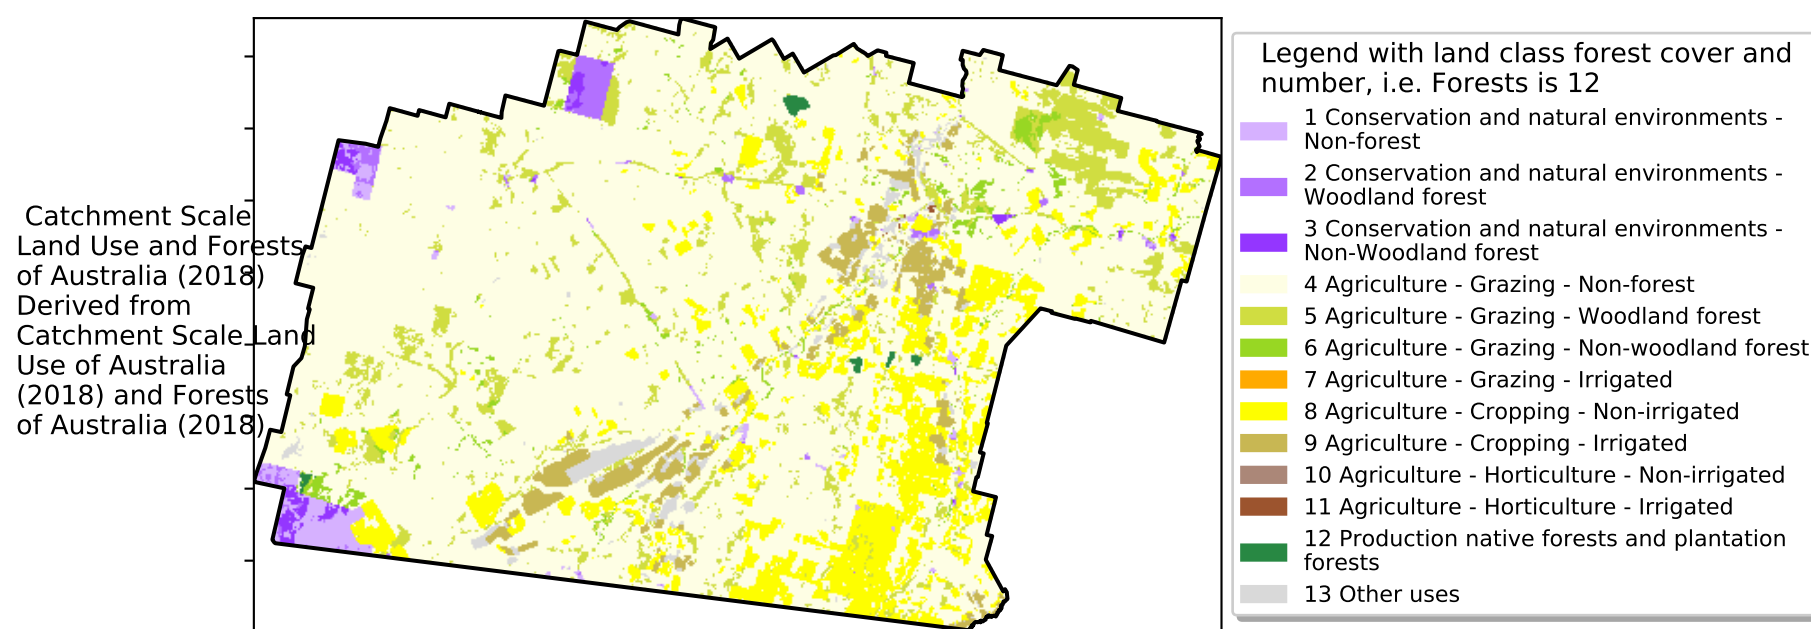 Catchment Scale
Land Use and Forests
of Australia (2018)
Derived from
Catchment Scale Land
Use of Australia
(2018) and Forests
of Australia (2018)
Legend with land class forest cover and
number, i.e. Forests is 12
1 Conservation and natural environments -
Non-forest
2 Conservation and natural environments -
Woodland forest
3 Conservation and natural environments -
Non-Woodland forest
4 Agriculture - Grazing - Non-forest
5 Agriculture - Grazing - Woodland forest
6 Agriculture - Grazing - Non-woodland forest
7 Agriculture - Grazing - Irrigated
8 Agriculture - Cropping - Non-irrigated
9 Agriculture - Cropping - Irrigated
10 Agriculture - Horticulture - Non-irrigated
11 Agriculture - Horticulture - Irrigated
12 Production native forests and plantation
forests
13 Other uses